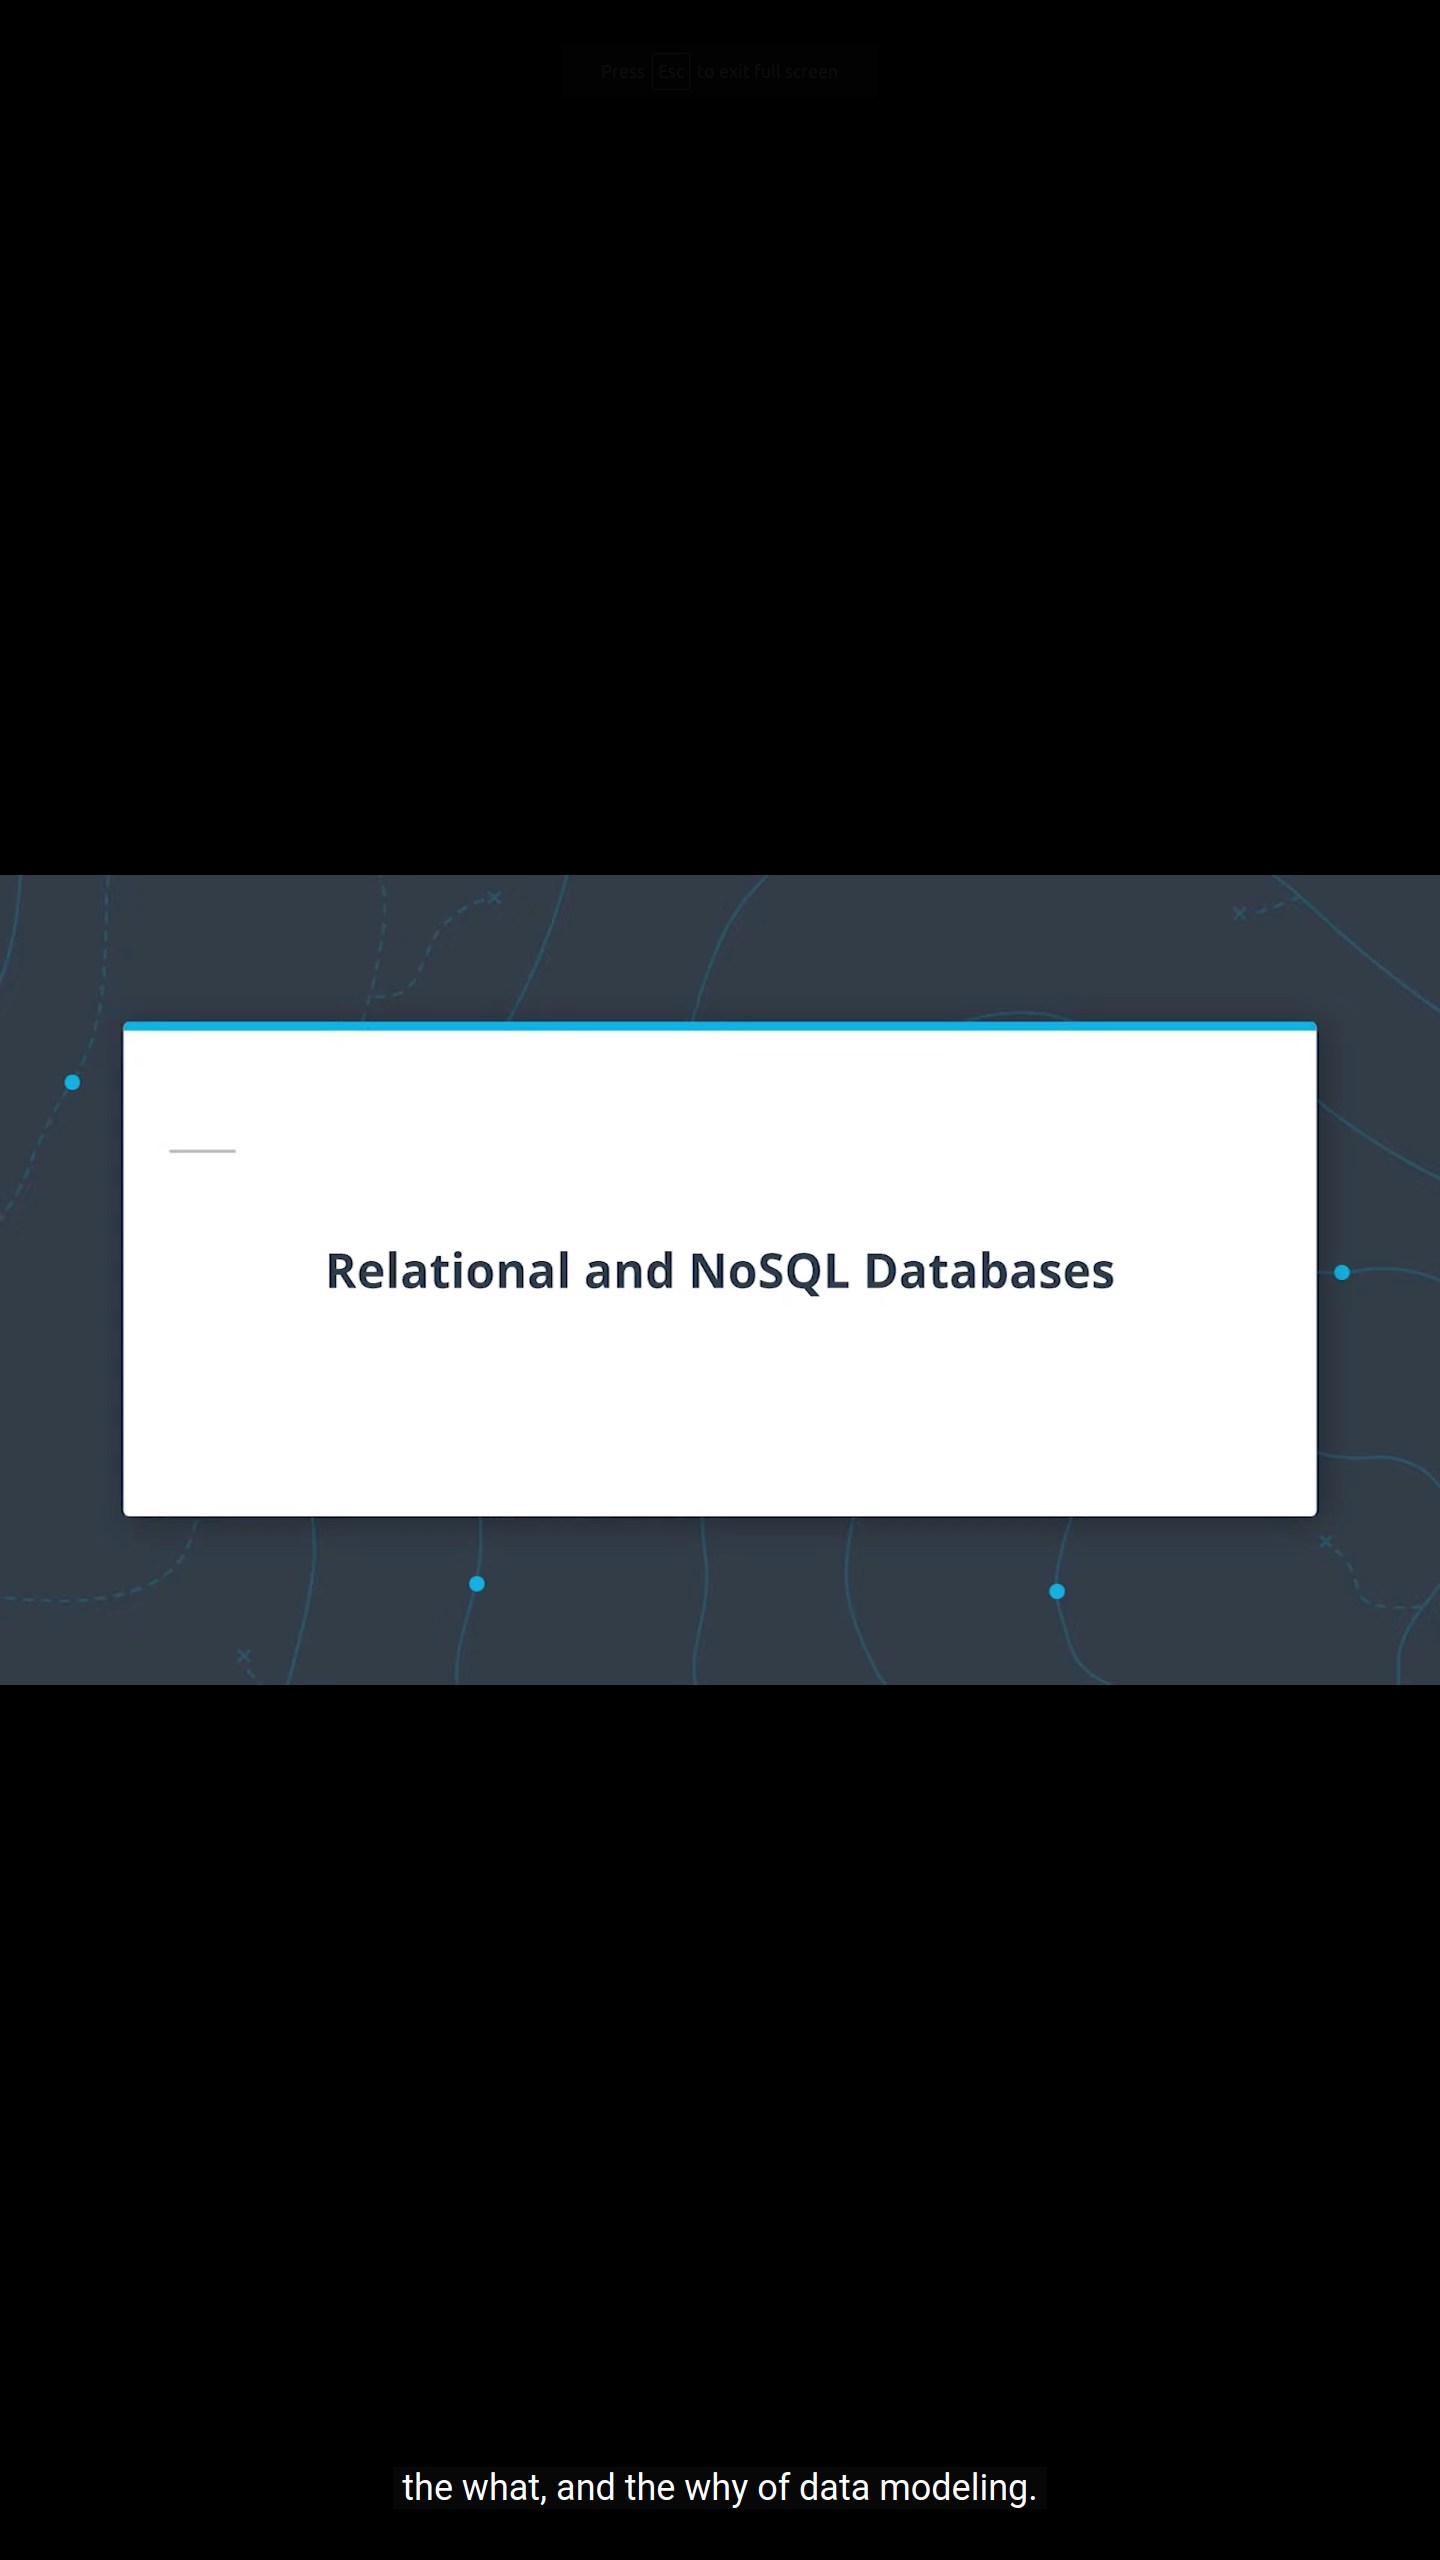 Press Esc to exit full screen
Relational and NoSQL Databases
the what, and the why of data modeling.